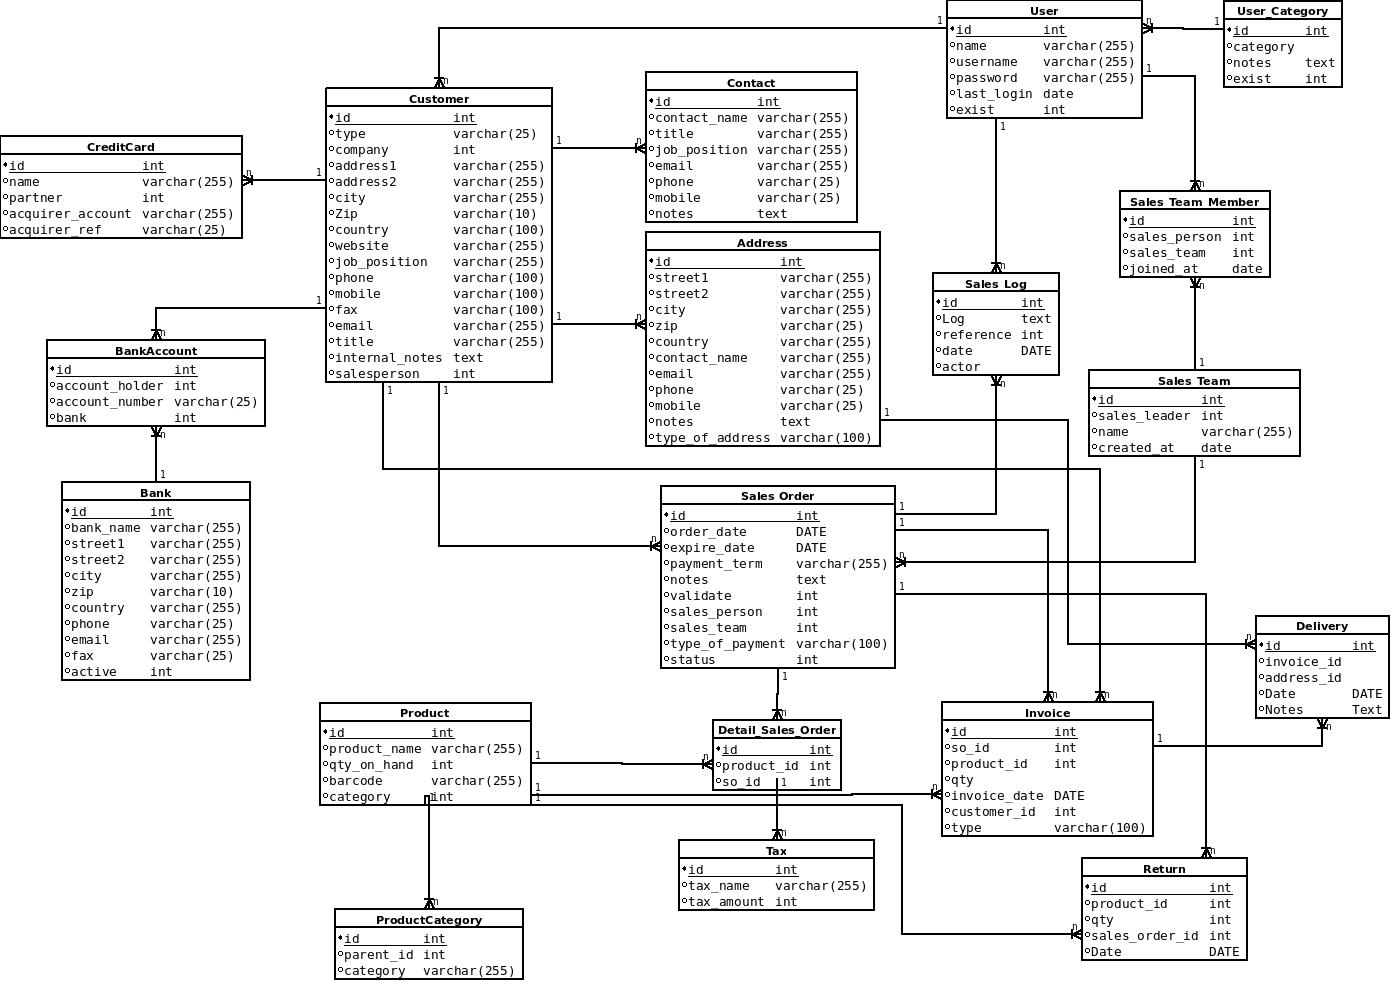 User
id int
name varchar(255)
username varchar(255)
password varchar(255)
last_login date
exist int
User_Category
id int
category
notes text
exist int
Customer
id int
type varchar(25)
company int
address1 varchar(255)
address2 varchar(255)
city varchar(255)
Zip varchar(10)
country varchar(100)
website varchar(255)
job_position varchar(255)
phone varchar(100)
mobile varchar(100)
fax varchar(100)
email varchar(255)
title varchar(255)
internal_notes text
salesperson int
Contact
id int
contact_name varchar(255)
title varchar(255)
job_position varchar(255)
email varchar(255)
phone varchar(25)
mobile varchar(25)
notes text
CreditCard
id int
name varchar(255)
partner int
acquirer_account varchar(255)
acquirer_ref varchar(25)
Address
id int
street1 varchar(255)
street2 varchar(255)
city varchar(255)
zip varchar(25)
country varchar(255)
contact_name varchar(255)
email varchar(255)
phone varchar(25)
mobile varchar(25)
notes text
type_of_address varchar(100)
Sales Team Member
id int
sales_person int
sales_team int
joined_at date
Sales Log
id int
Log text
reference int
date DATE
actor
BankAccount
id int
account_holder int
account_number varchar(25)
bank int
Sales Team
id int
sales_leader int
name varchar(255)
created_at date
Bank
id int
bank_name varchar(255)
street1 varchar(255)
street2 varchar(255)
city varchar(255)
zip varchar(10)
country varchar(255)
phone varchar(25)
email varchar(255)
fax varchar(25)
active int
Sales Order
id int
order_date DATE
expire_date DATE
payment_term varchar(255)
notes text
validate int
sales_person int
sales_team int
type_of_payment varchar(100)
status int
Delivery
id int
invoice_id
address_id
Date DATE
Notes Text
Product
id int
product_name varchar(255)
qty_on_hand int
barcode varchar(255)
category int
Detail_Sales_Order
id int
product_id int
so_id int
Invoice
id int
so_id int
product_id int
qty
invoice_date DATE
customer_id int
type varchar(100)
Tax
id int
tax_name varchar(255)
tax_amount int
Return
id int
product_id int
qty int
sales_order_id int
Date DATE
ProductCategory
id int
parent_id int
category varchar(255)
1
n
1
n
1
n
1
n
1
n
1
n
1
n
1
n
1
n
1
n
1
n
1
n
1
n
1
n
1
n
1
n
1
n
1
n
1
n
1
n
1
n
1
n
1
n
1
n